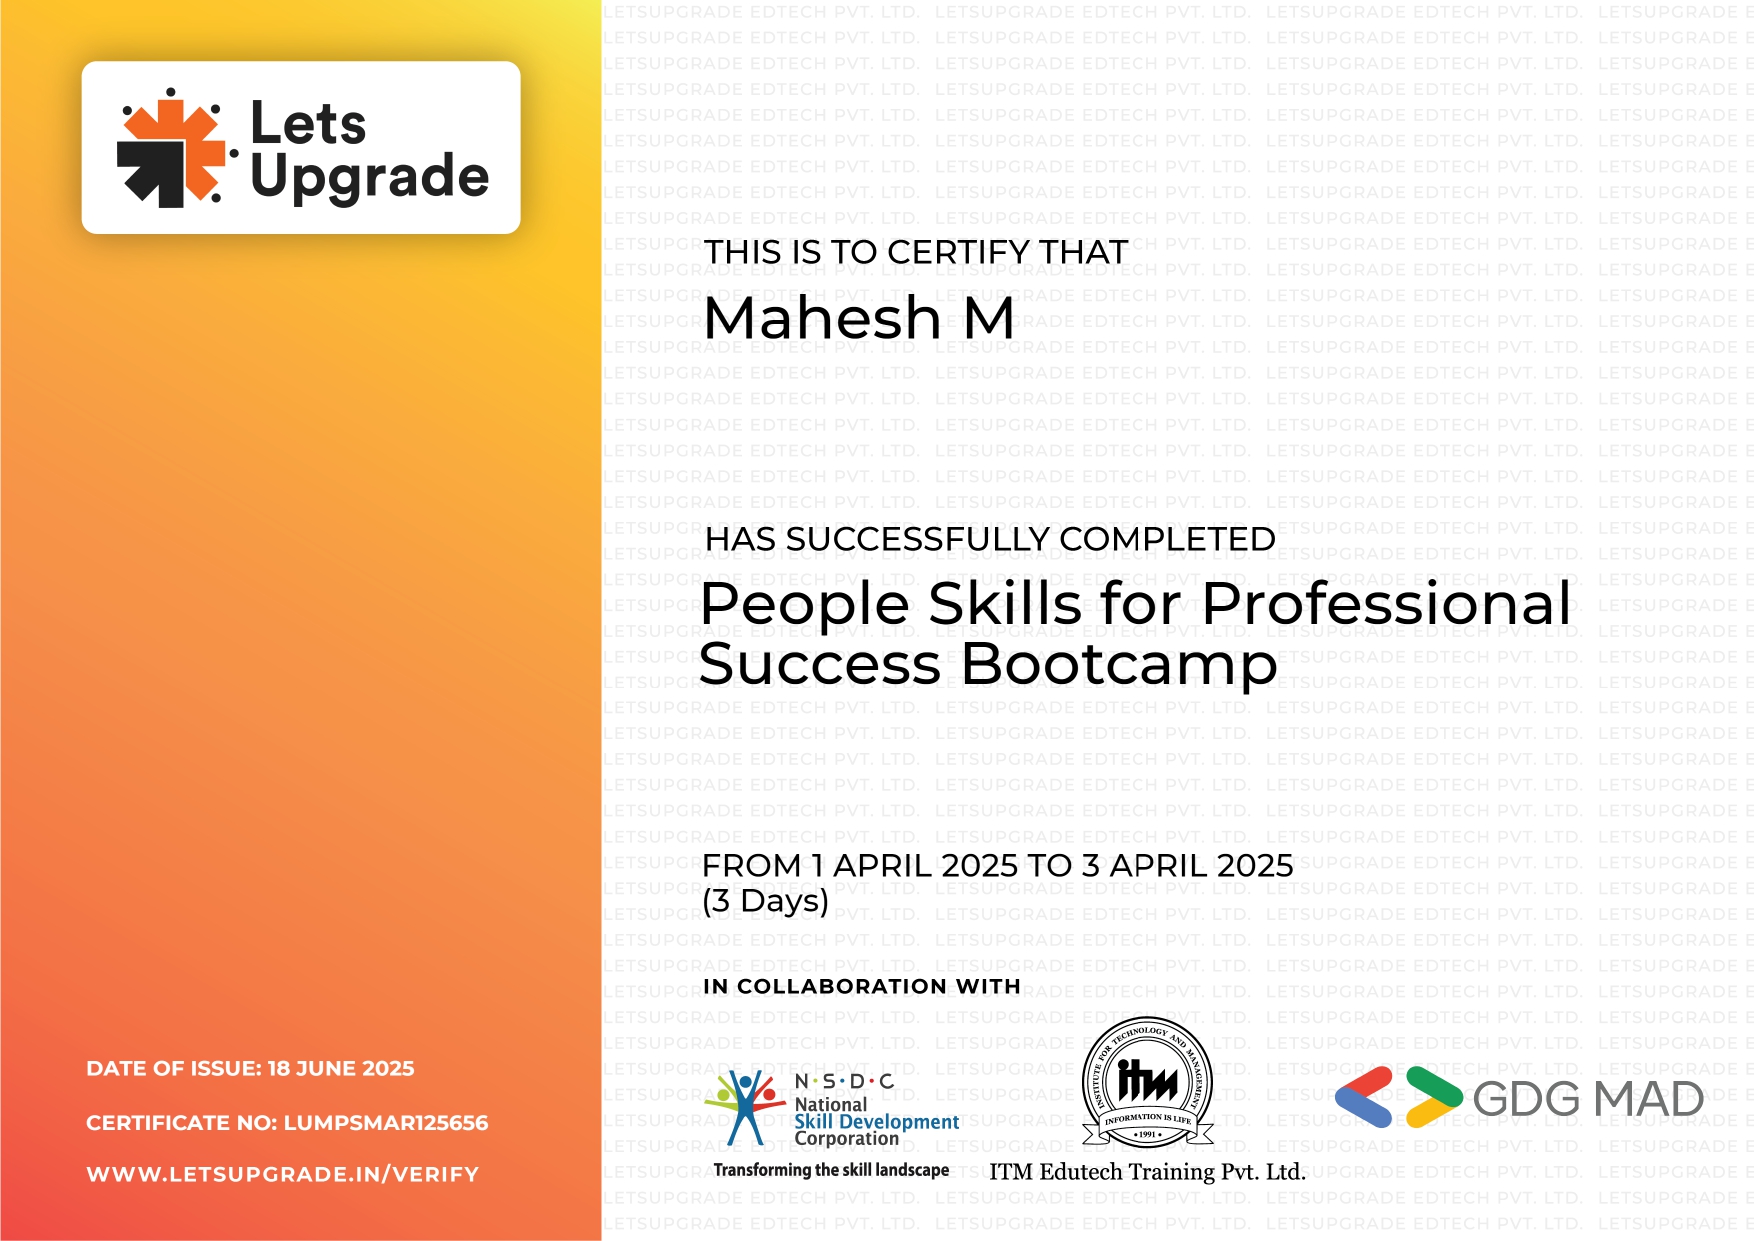 Lets
Upgrade
THIS IS TO CERTIFY THAT
Mahesh M
HAS SUCCESSFULLY COMPLETED
People Skills for Professional
Success Bootcamp
FROM 1 APRIL 2025 TO 3 APRIL 2025
(3 Days)
IN COLLABORATION WITH
N·S·D·C
National
Skill Development
Corporation
Transforming the skill landscape
INSTITUTE FOR TECHNOLOGY AND MANAGEMENT
itm
INFORMATION IS LIFE
• 1991 •
ITM Edutech Training Pvt. Ltd.
GDG MAD
DATE OF ISSUE: 18 JUNE 2025
CERTIFICATE NO: LUMPSMAR125656
WWW.LETSUPGRADE.IN/VERIFY
LETSUPGRADE EDTECH PVT. LTD.